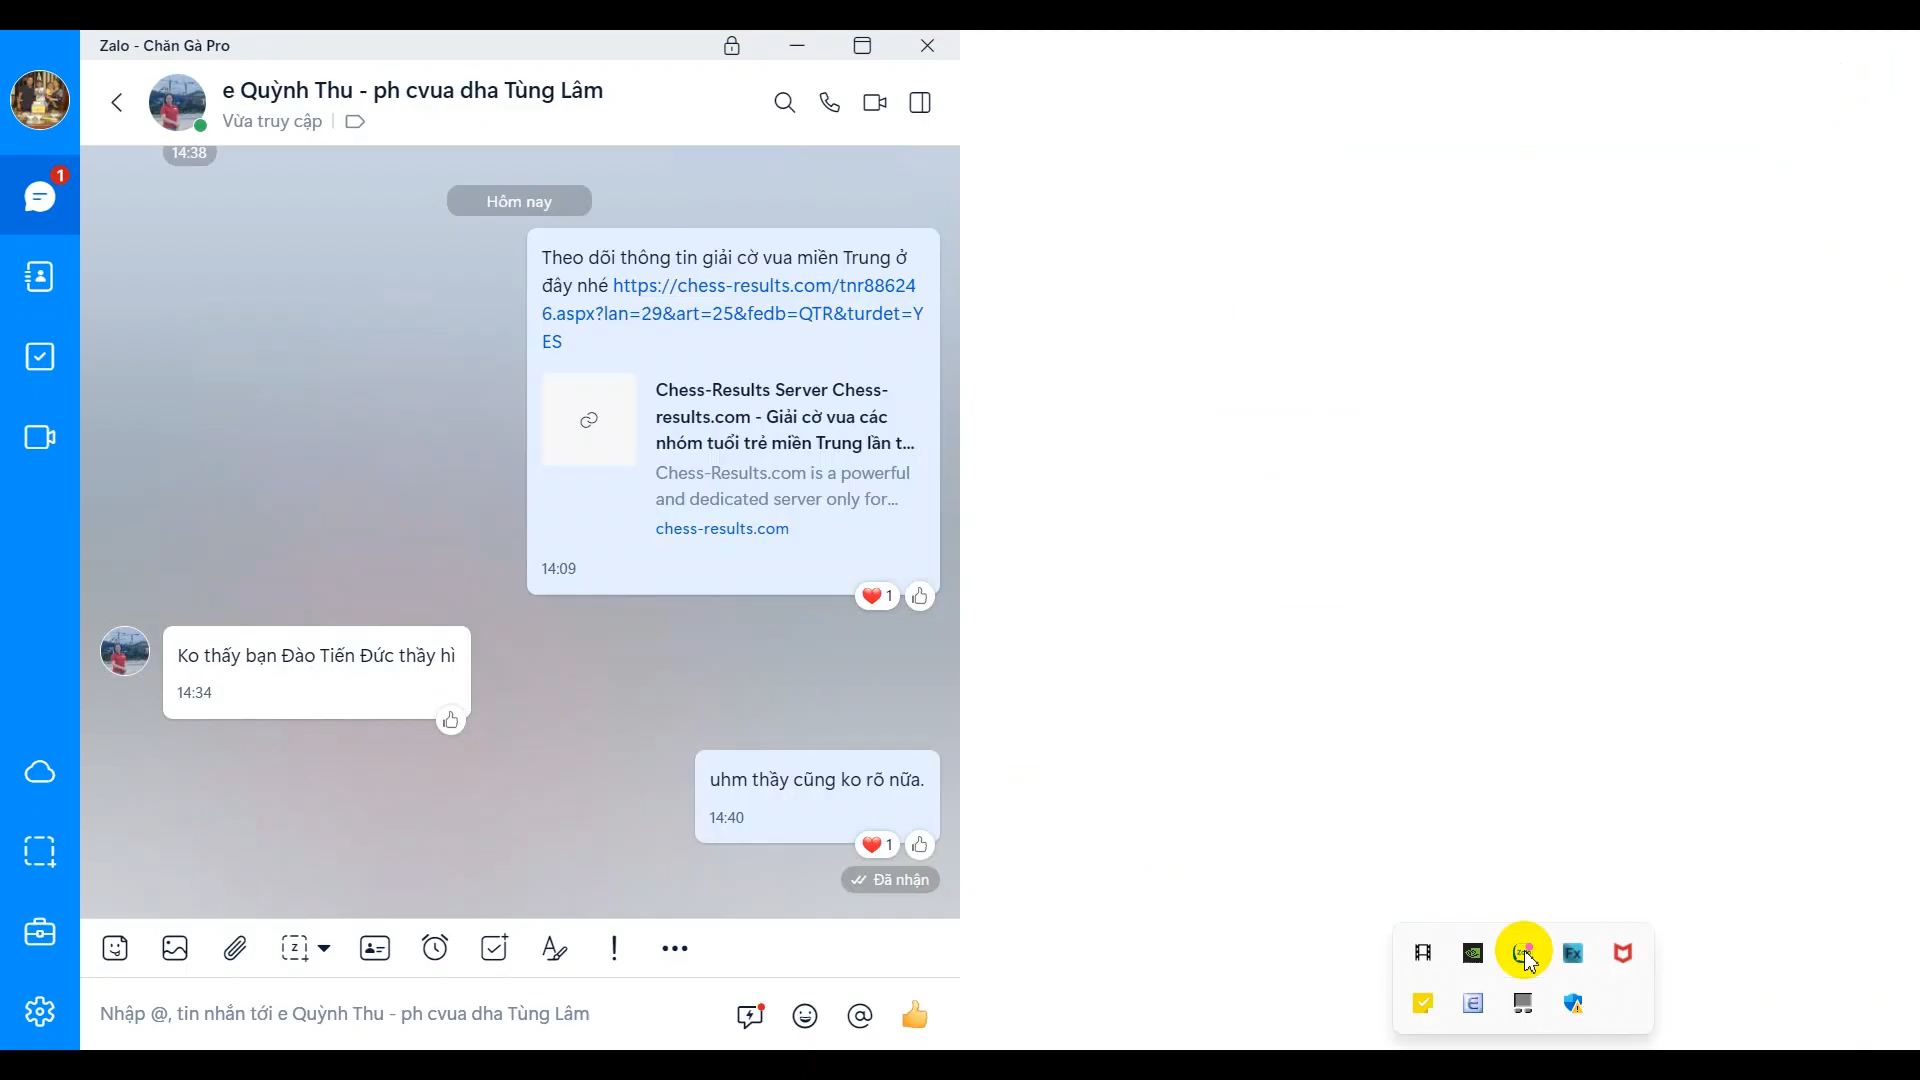 Zalo - Chăn Gà Pro
e Quỳnh Thu - ph cvua dha Tùng Lâm
Vừa truy cập
1
14:38
Hôm nay
Theo dõi thông tin giải cờ vua miền Trung ở
đây nhé https://chess-results.com/tnr88624
6.aspx?lan=29&art=25&fedb=QTR&turdet=Y
ES
Chess-Results Server Chess-
results.com - Giải cờ vua các
nhóm tuổi trẻ miền Trung lần t...
Chess-Results.com is a powerful
and dedicated server only for...
chess-results.com
14:09
1
Ko thấy bạn Đào Tiến Đức thầy hì
14:34
uhm thầy cũng ko rõ nữa.
14:40
1
Đã nhận
Nhập @, tin nhắn tới e Quỳnh Thu - ph cvua dha Tùng Lâm
Fx